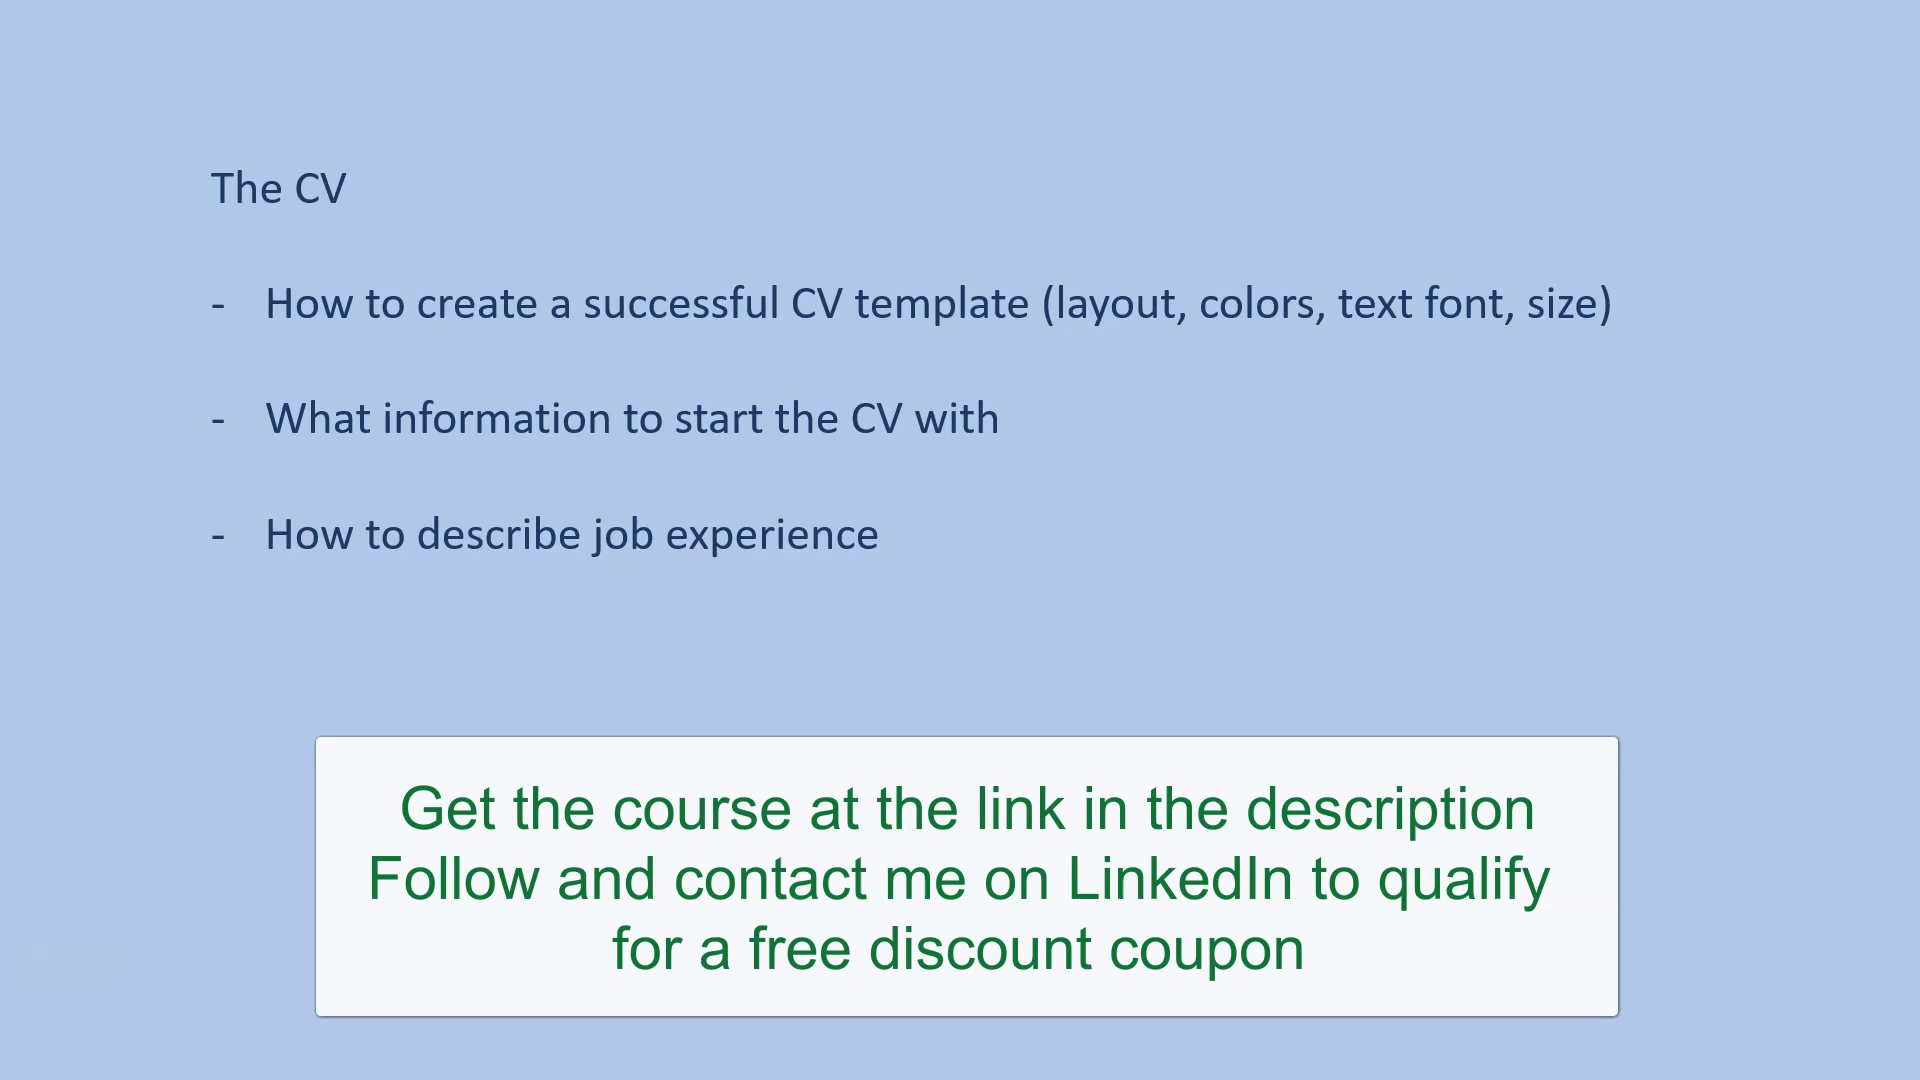 The CV
- How to create a successful CV template (layout, colors, text font, size)
- What information to start the CV with
- How to describe job experience
Get the course at the link in the description
Follow and contact me on LinkedIn to qualify
for a free discount coupon